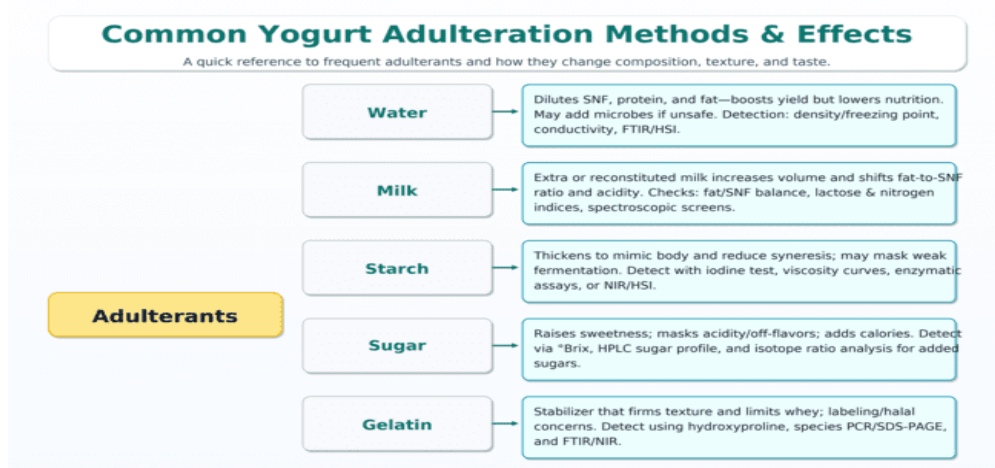 Common Yogurt Adulteration Methods & Effects
A quick reference to frequent adulterants and how they change composition, texture, and taste.
Adulterants
Water
Dilutes SNF, protein, and fat—boosts yield but lowers nutrition.
May add microbes if unsafe. Detection: density/freezing point,
conductivity, FTIR/HSI.
Milk
Extra or reconstituted milk increases volume and shifts fat-to-SNF
ratio and acidity. Checks: fat/SNF balance, lactose & nitrogen
indices, spectroscopic screens.
Starch
Thickens to mimic body and reduce syneresis; may mask weak
fermentation. Detect with iodine test, viscosity curves, enzymatic
assays, or NIR/HSI.
Sugar
Raises sweetness; masks acidity/off-flavors; adds calories. Detect
via °Brix, HPLC sugar profile, and isotope ratio analysis for added
sugars.
Gelatin
Stabilizer that firms texture and limits whey; labeling/halal
concerns. Detect using hydroxyproline, species PCR/SDS-PAGE,
and FTIR/NIR.